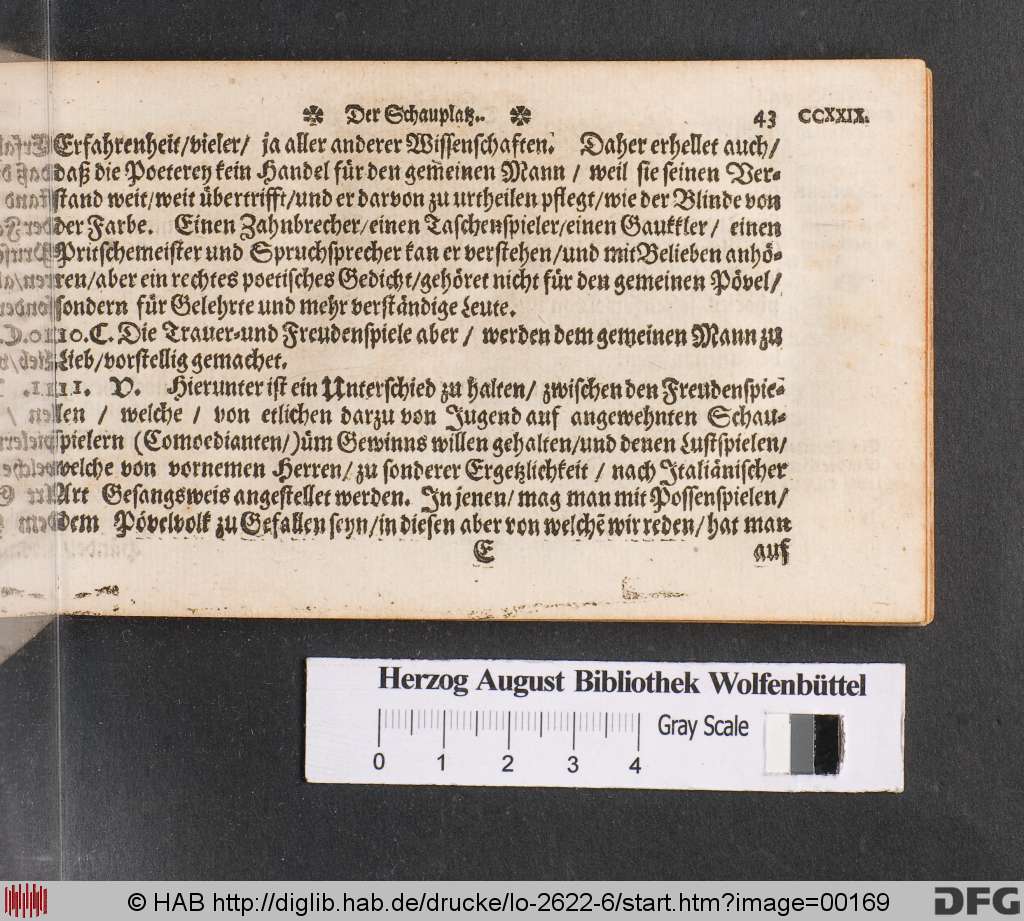 ✽ Der Schauplatz.. ✽ 43 CCXXIX.
Erfahrenheit/vieler/ ja aller anderer Wissenschaften. Daher erhellet auch/
daß die Poeterey kein Handel für den gemeinen Mann / weil sie seinen Ver-
stand weit/weit übertrifft/und er darvon zu urtheilen pflegt/wie der Blinde von
der Farbe. Einen Zahnbrecher/einen Taschenspieler/einen Gaukkler/ einen
Pritschemeister und Spruchsprecher kan er verstehen/und mit Belieben anhö-
ren/aber ein rechtes poetisches Gedicht/gehöret nicht für den gemeinen Pövel/
sondern für Gelehrte und mehr verständige Leute.
10. C. Die Trauer-und Freudenspiele aber / werden dem gemeinen Mann zu
Lieb/vorstellig gemachet.
11. V. Hierunter ist ein Unterschied zu halten/ zwischen den Freudenspie-
len / welche / von etlichen darzu von Jugend auf angewehnten Schau-
spielern (Comoedianten/) üm Gewinns willen gehalten/und denen Lustspielen/
welche von vornemen Herren/ zu sonderer Ergetzlichkeit / nach Italiänischer
Art Gesangsweis angestellet werden. In jenen/ mag man mit Possenspielen/
dem Pövelvolk zu Gefallen seyn/in diesen aber von welchẽ wir reden/ hat man
E auf
Herzog August Bibliothek Wolfenbüttel
Gray Scale
0 1 2 3 4
© HAB http://diglib.hab.de/drucke/lo-2622-6/start.htm?image=00169
DFG